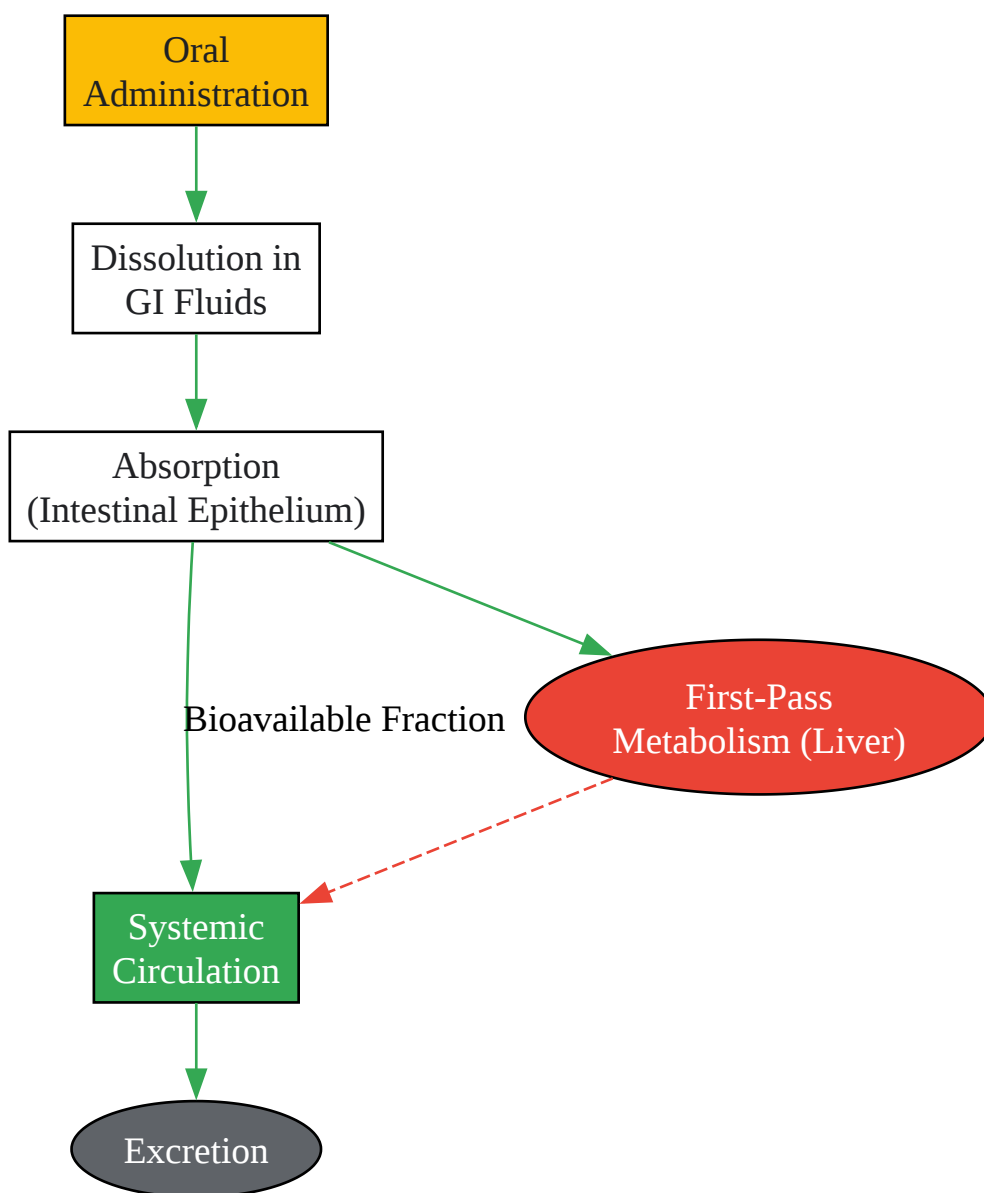 Oral
Administration
Dissolution in
GI Fluids
Absorption
(Intestinal Epithelium)
Bioavailable Fraction
First-Pass
Metabolism (Liver)
Systemic
Circulation
Excretion